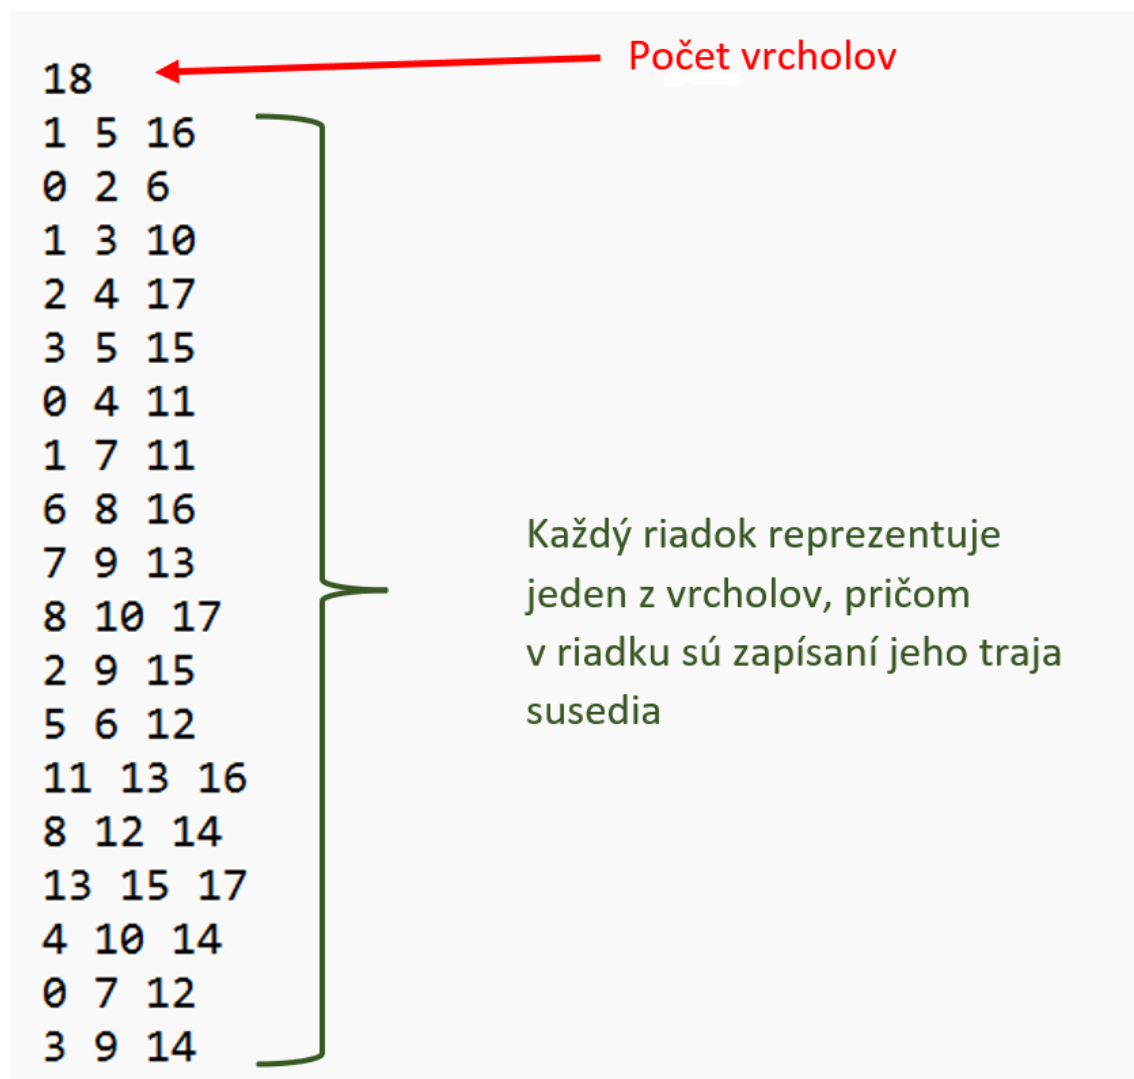 18
Počet vrcholov
1 5 16
0 2 6
1 3 10
2 4 17
3 5 15
0 4 11
1 7 11
6 8 16
7 9 13
8 10 17
2 9 15
5 6 12
11 13 16
8 12 14
13 15 17
4 10 14
0 7 12
3 9 14
Každý riadok reprezentuje
jeden z vrcholov, pričom
v riadku sú zapísaní jeho traja
susedia